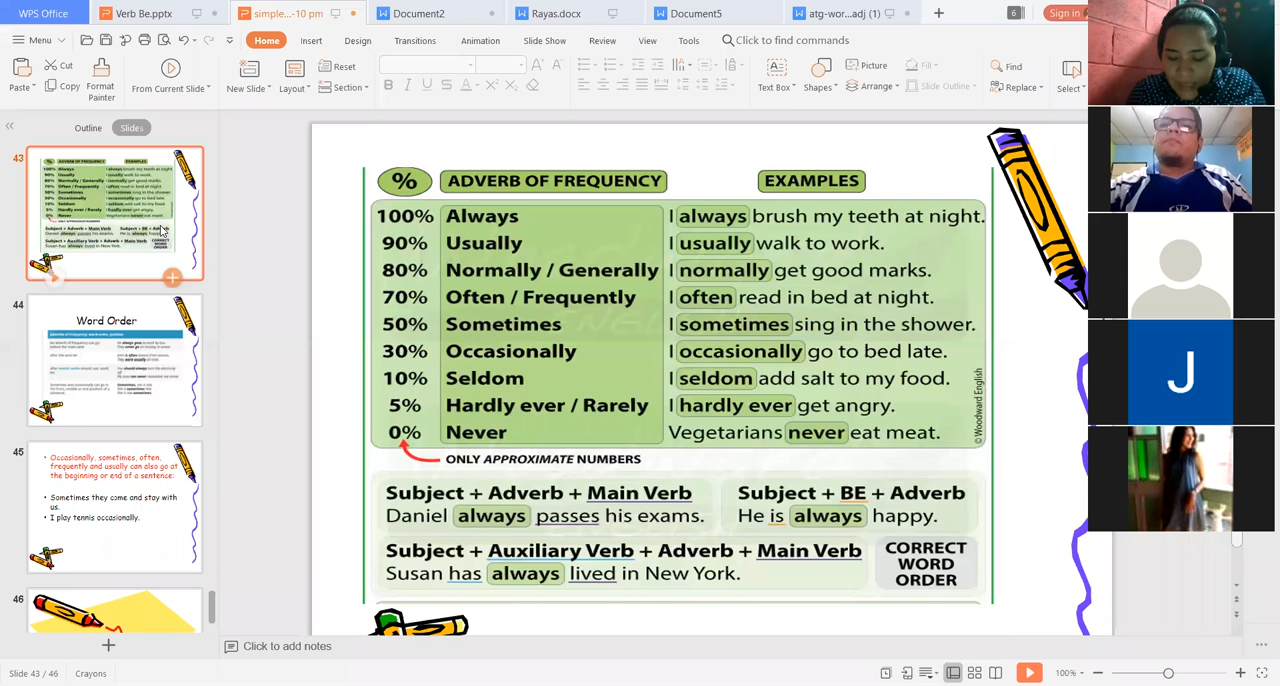 WPS Office Verb Be.pptx simple...-10 pm Document2 Rayas.docx Document5 atg-wor...adj (1) 6 Sign in
Menu Home Insert Design Transitions Animation Slide Show Review View Tools Click to find commands
Paste Cut Copy Format Painter From Current Slide New Slide Layout Reset Section B I U S A X² X₂ Text Box Shapes Picture Arrange Fill Slide Outline Find Replace Select
Outline Slides
43
% ADVERB OF FREQUENCY EXAMPLES
100% Always I always brush my teeth at night.
90% Usually I usually walk to work.
80% Normally / Generally I normally get good marks.
70% Often / Frequently I often read in bed at night.
50% Sometimes I sometimes sing in the shower.
30% Occasionally I occasionally go to bed late.
10% Seldom I seldom add salt to my food.
5% Hardly ever / Rarely I hardly ever get angry.
0% Never Vegetarians never eat meat.
ONLY APPROXIMATE NUMBERS
© Woodward English
Subject + Adverb + Main Verb
Daniel always passes his exams.
Subject + BE + Adverb
He is always happy.
Subject + Auxiliary Verb + Adverb + Main Verb
Susan has always lived in New York.
CORRECT
WORD
ORDER
44
Word Order
45
• Occasionally, sometimes, often,
frequently and usually can also go at
the beginning or end of a sentence:
• Sometimes they come and stay with
us.
• I play tennis occasionally.
46
J
Click to add notes
Slide 43 / 46 Crayons 100%